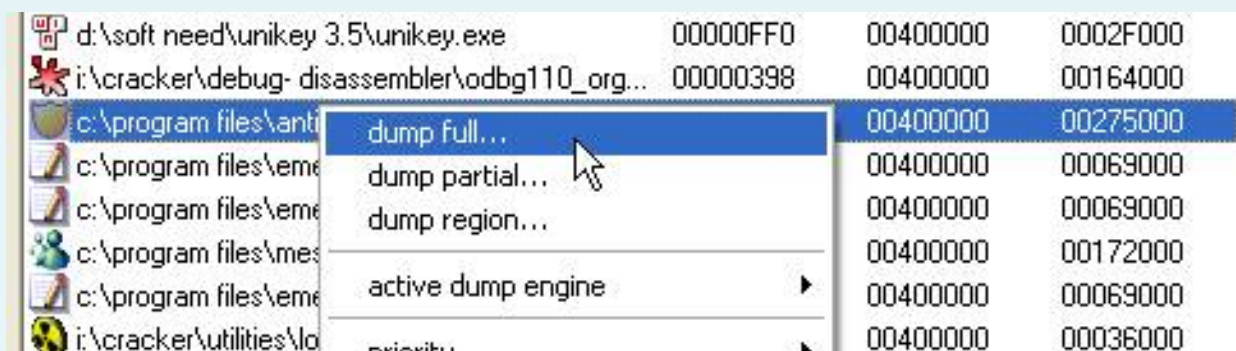 d:\soft need\unikey 3.5\unikey.exe 00000FF0 00400000 0002F000
i:\cracker\debug- disassembler\odbg110_org... 00000398 00400000 00164000
c:\program files\anti 00400000 00275000
dump full...
c:\program files\eme 00400000 00069000
dump partial...
c:\program files\eme 00400000 00069000
dump region...
c:\program files\mes 00400000 00172000
c:\program files\eme 00400000 00069000
active dump engine
i:\cracker\utilities\lo 00400000 00036000
priority